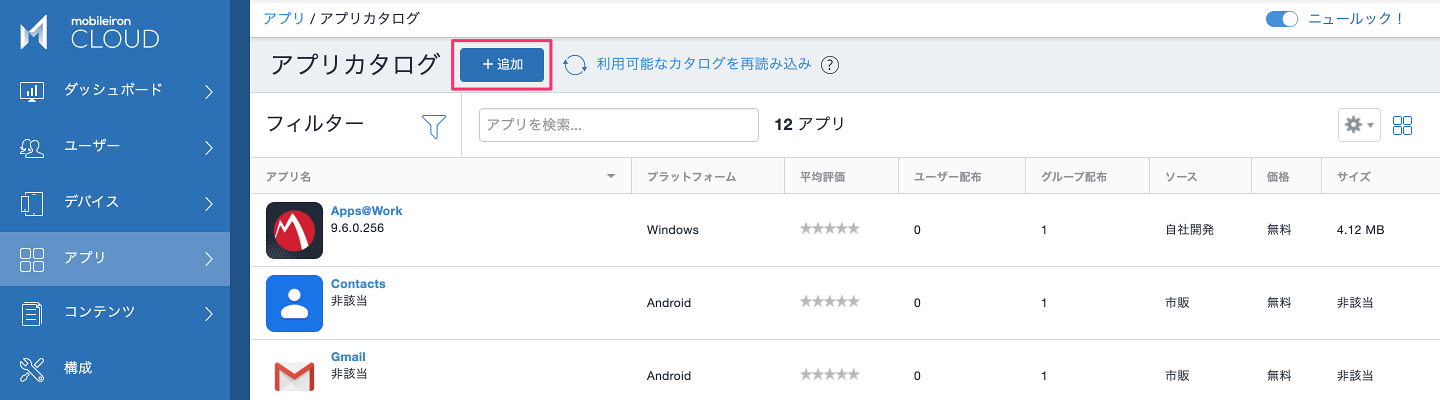 mobileiron
CLOUD
ダッシュボード
ユーザー
デバイス
アプリ
コンテンツ
構成
アプリ / アプリカタログ
ニュールック！
アプリカタログ
+ 追加
利用可能なカタログを再読み込み ?
フィルター
アプリを検索...
12 アプリ
アプリ名 プラットフォーム 平均評価 ユーザー配布 グループ配布 ソース 価格 サイズ
Apps@Work
9.6.0.256
Windows 0 1 自社開発 無料 4.12 MB
Contacts
非該当
Android 0 1 市販 無料 非該当
Gmail
非該当
Android 0 1 市販 無料 非該当